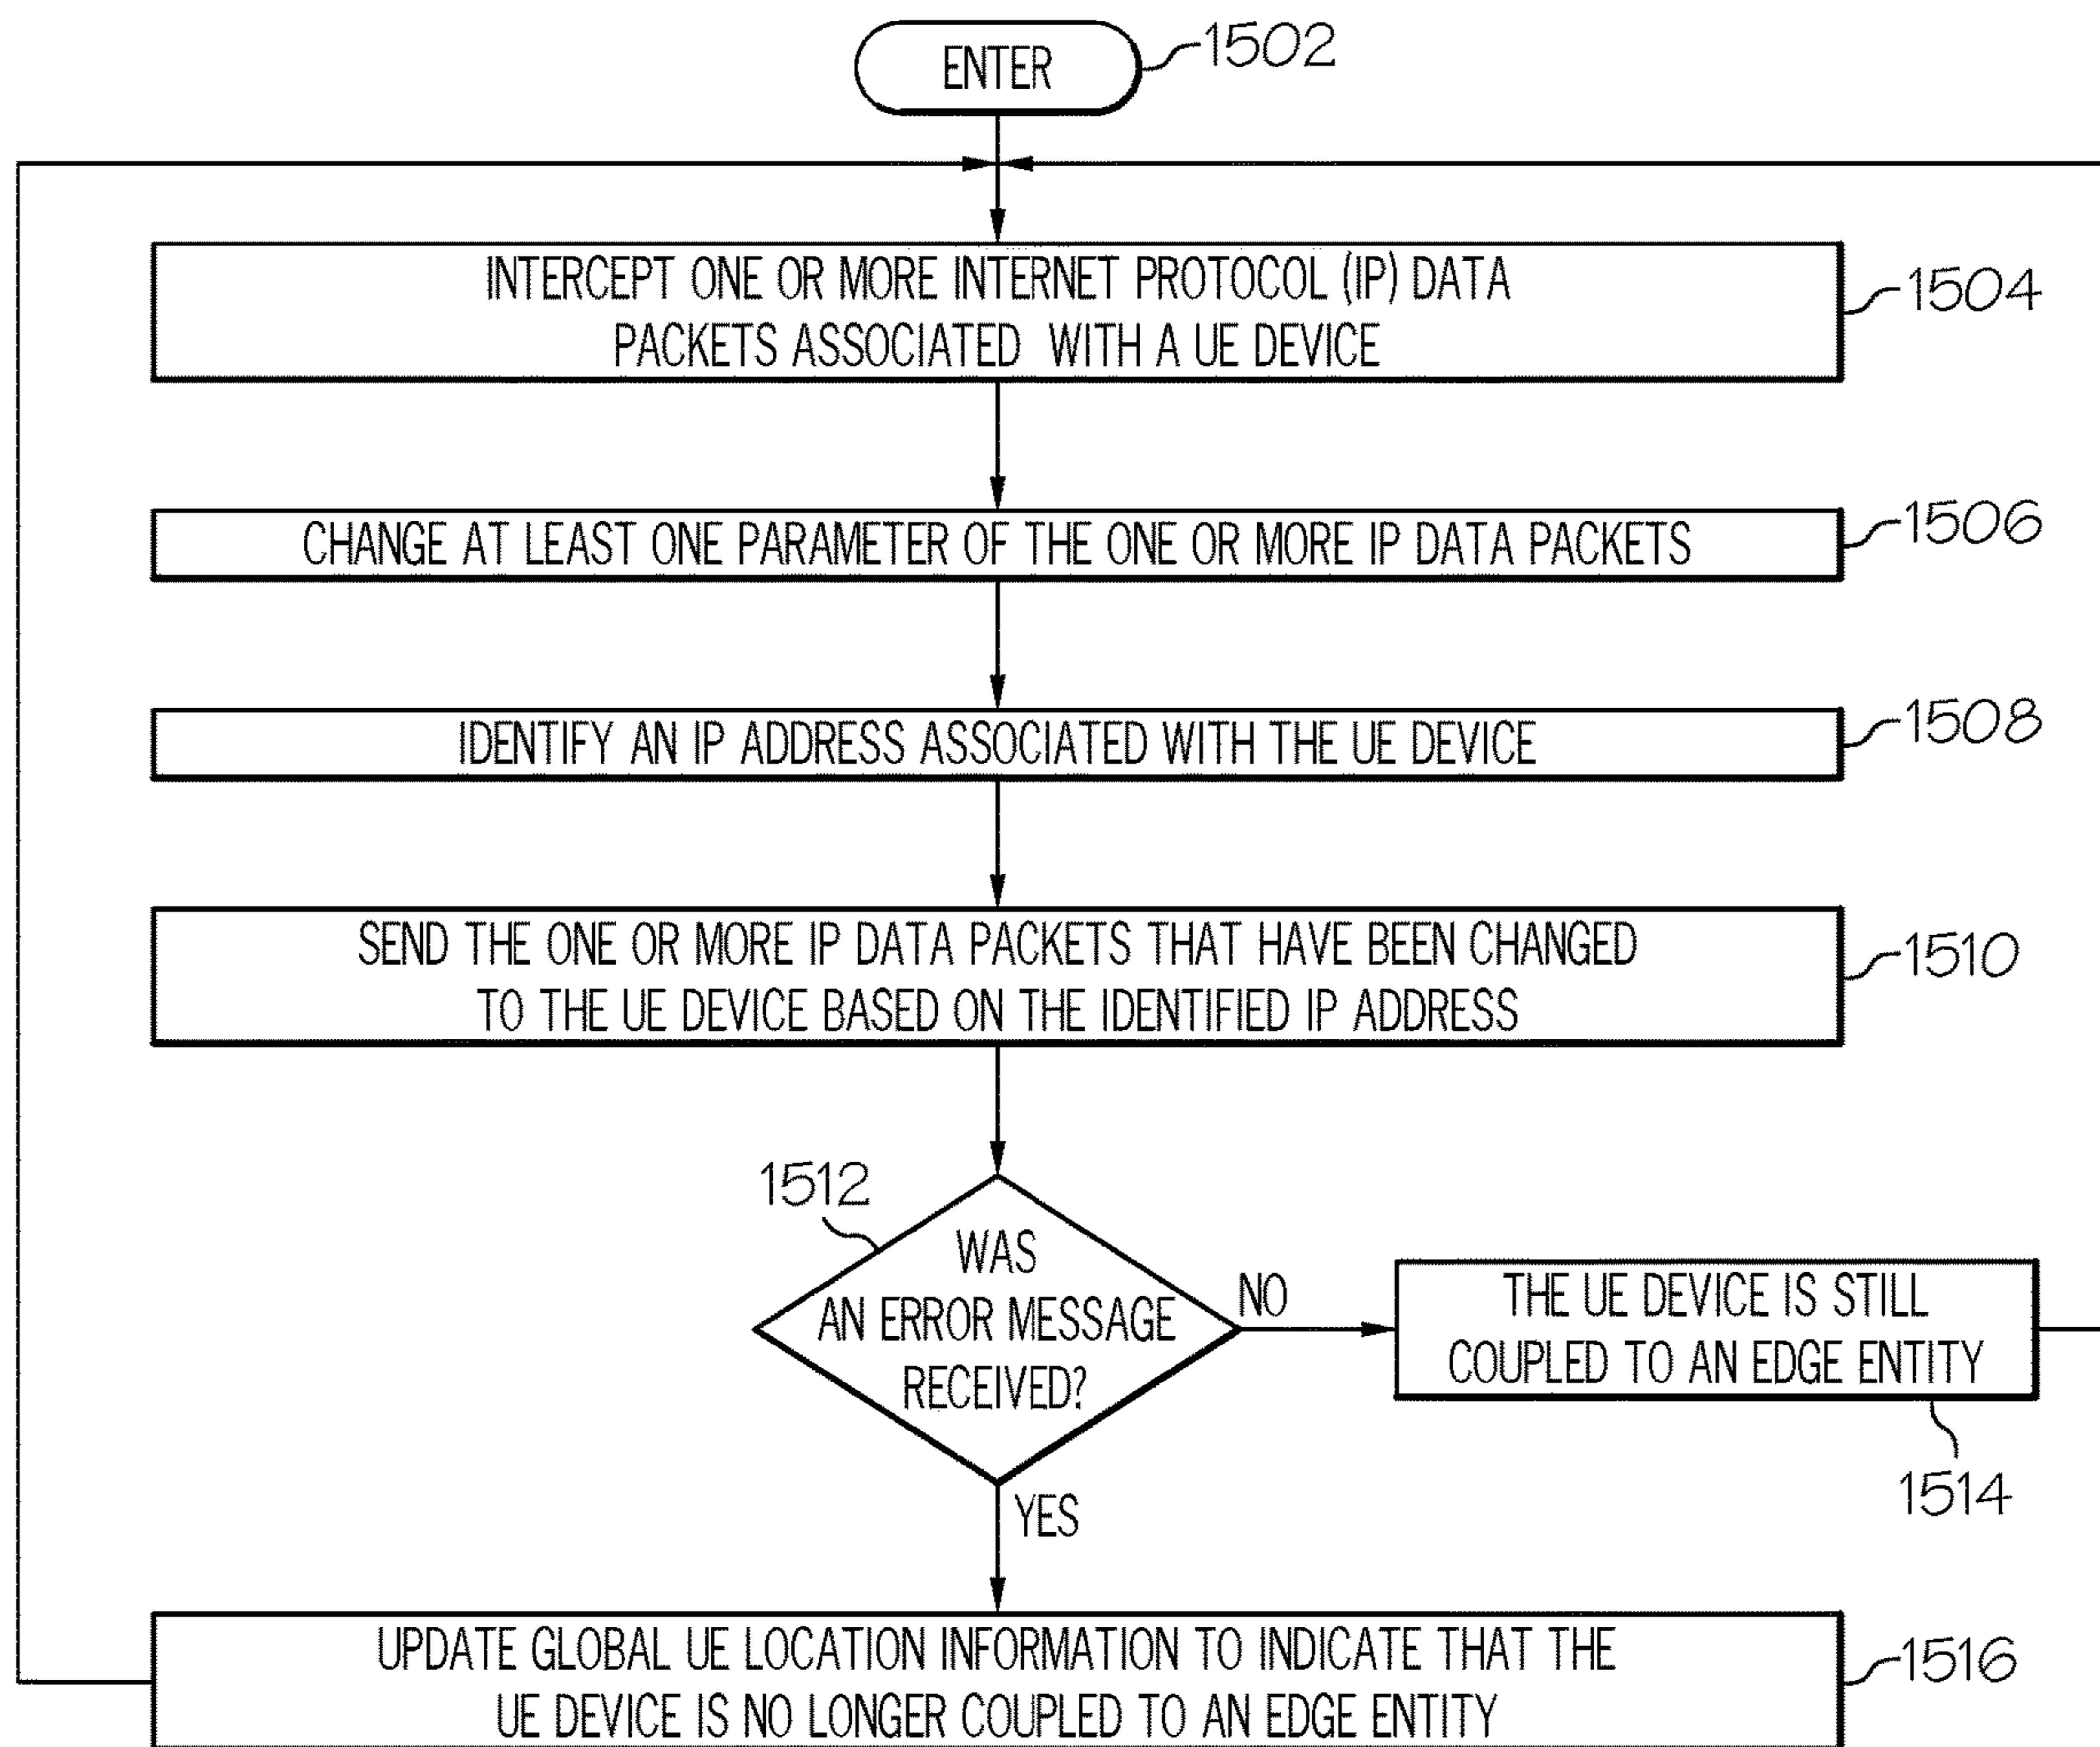 ENTER
1502
INTERCEPT ONE OR MORE INTERNET PROTOCOL (IP) DATA
PACKETS ASSOCIATED WITH A UE DEVICE
1504
CHANGE AT LEAST ONE PARAMETER OF THE ONE OR MORE IP DATA PACKETS
1506
IDENTIFY AN IP ADDRESS ASSOCIATED WITH THE UE DEVICE
1508
SEND THE ONE OR MORE IP DATA PACKETS THAT HAVE BEEN CHANGED
TO THE UE DEVICE BASED ON THE IDENTIFIED IP ADDRESS
1510
1512
WAS
AN ERROR MESSAGE
RECEIVED?
NO
THE UE DEVICE IS STILL
COUPLED TO AN EDGE ENTITY
1514
YES
UPDATE GLOBAL UE LOCATION INFORMATION TO INDICATE THAT THE
UE DEVICE IS NO LONGER COUPLED TO AN EDGE ENTITY
1516